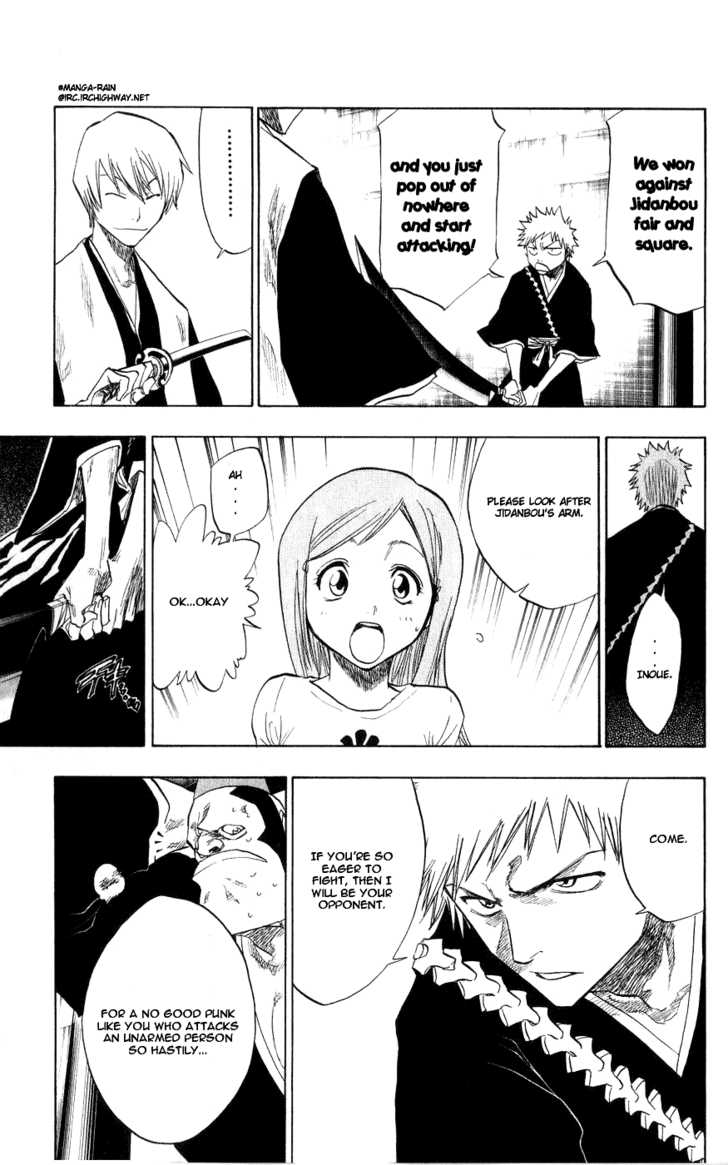 @MANGA-RAIN
@IRC.IRCHIGHWAY.NET
We won
against
Jidanbou
fair and
square.
and you just
pop out of
nowhere
and start
attacking!
.........
...
INOUE.
PLEASE LOOK AFTER
JIDANBOU'S ARM.
AH
...
OK...OKAY
COME.
IF YOU'RE SO
EAGER TO
FIGHT, THEN I
WILL BE YOUR
OPPONENT.
FOR A NO GOOD PUNK
LIKE YOU WHO ATTACKS
AN UNARMED PERSON
SO HASTILY...